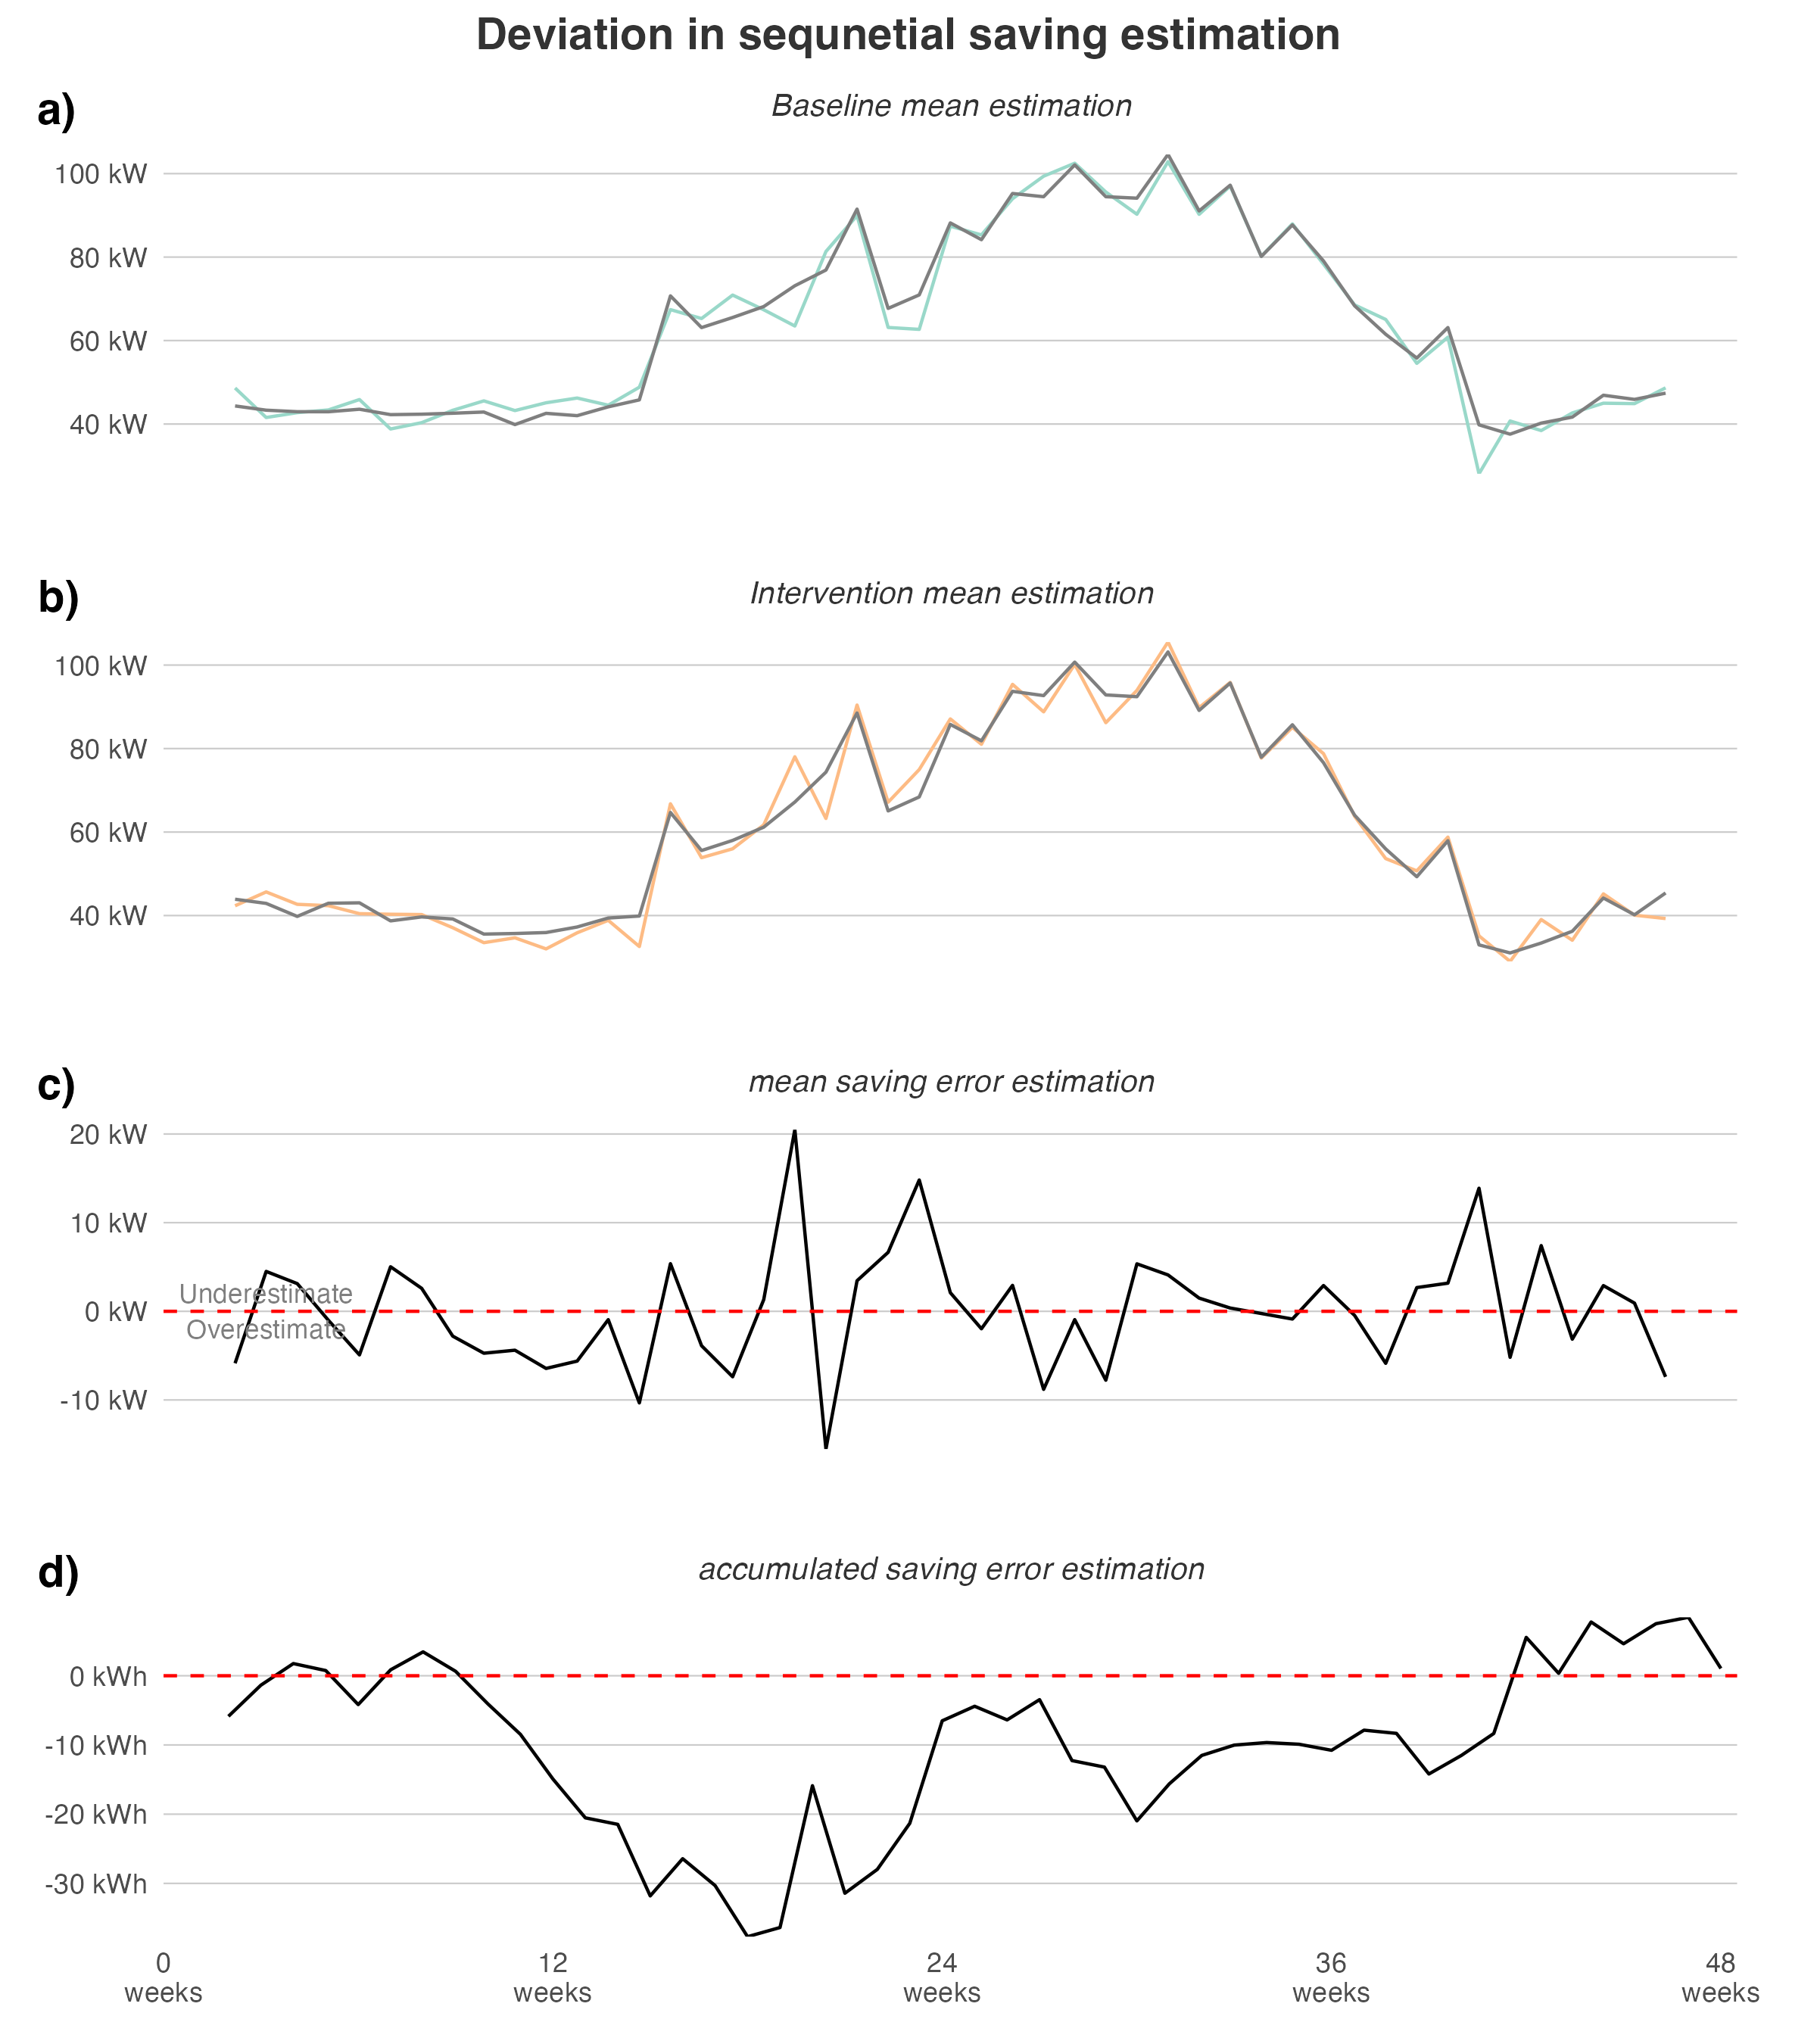 Deviation in sequnetial saving estimation
a)
Baseline mean estimation
100 kW
80 kW
60 kW
40 kW
b)
Intervention mean estimation
100 kW
80 kW
60 kW
40 kW
c)
mean saving error estimation
20 kW
10 kW
Underestimate
0 kW
Overestimate
-10 kW
d)
accumulated saving error estimation
0 kWh
-10 kWh
-20 kWh
-30 kWh
0 12 24 36 48
weeks weeks weeks weeks weeks